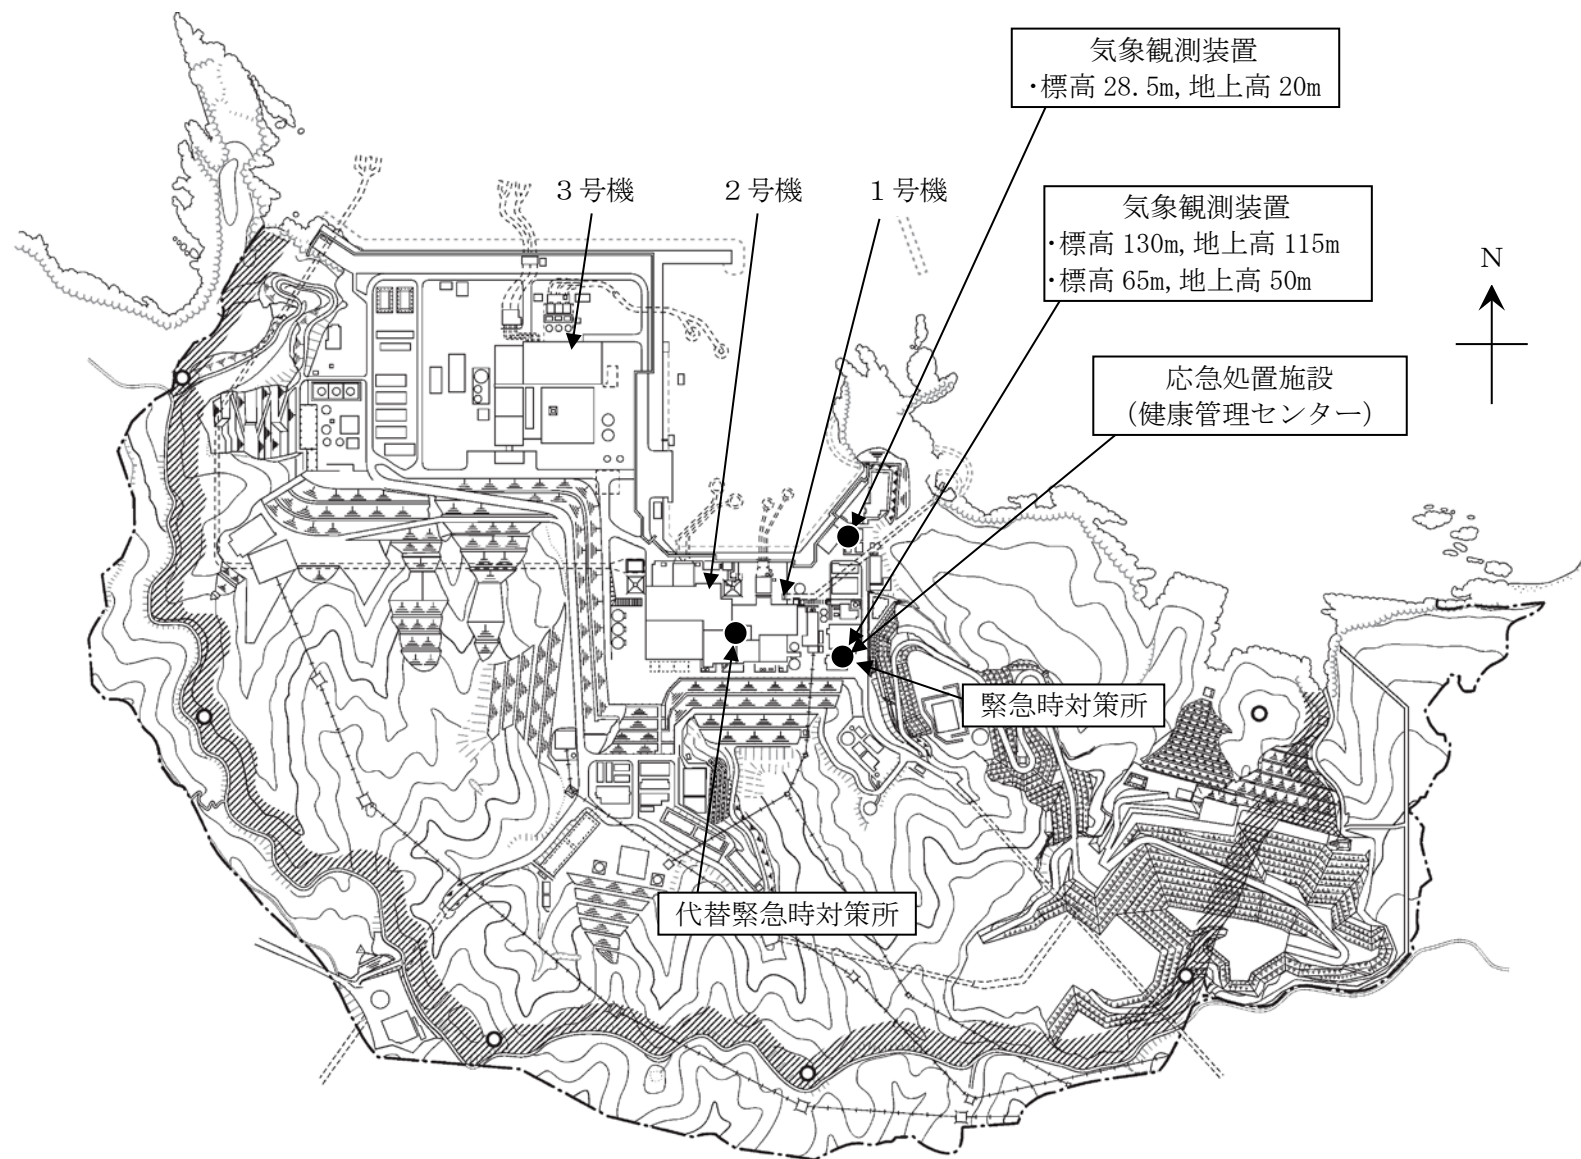 気象観測装置
・標高 28.5m, 地上高 20m
3 号機
2 号機
1 号機
気象観測装置
・標高 130m, 地上高 115m
・標高 65m, 地上高 50m
N
応急処置施設
(健康管理センター)
緊急時対策所
代替緊急時対策所